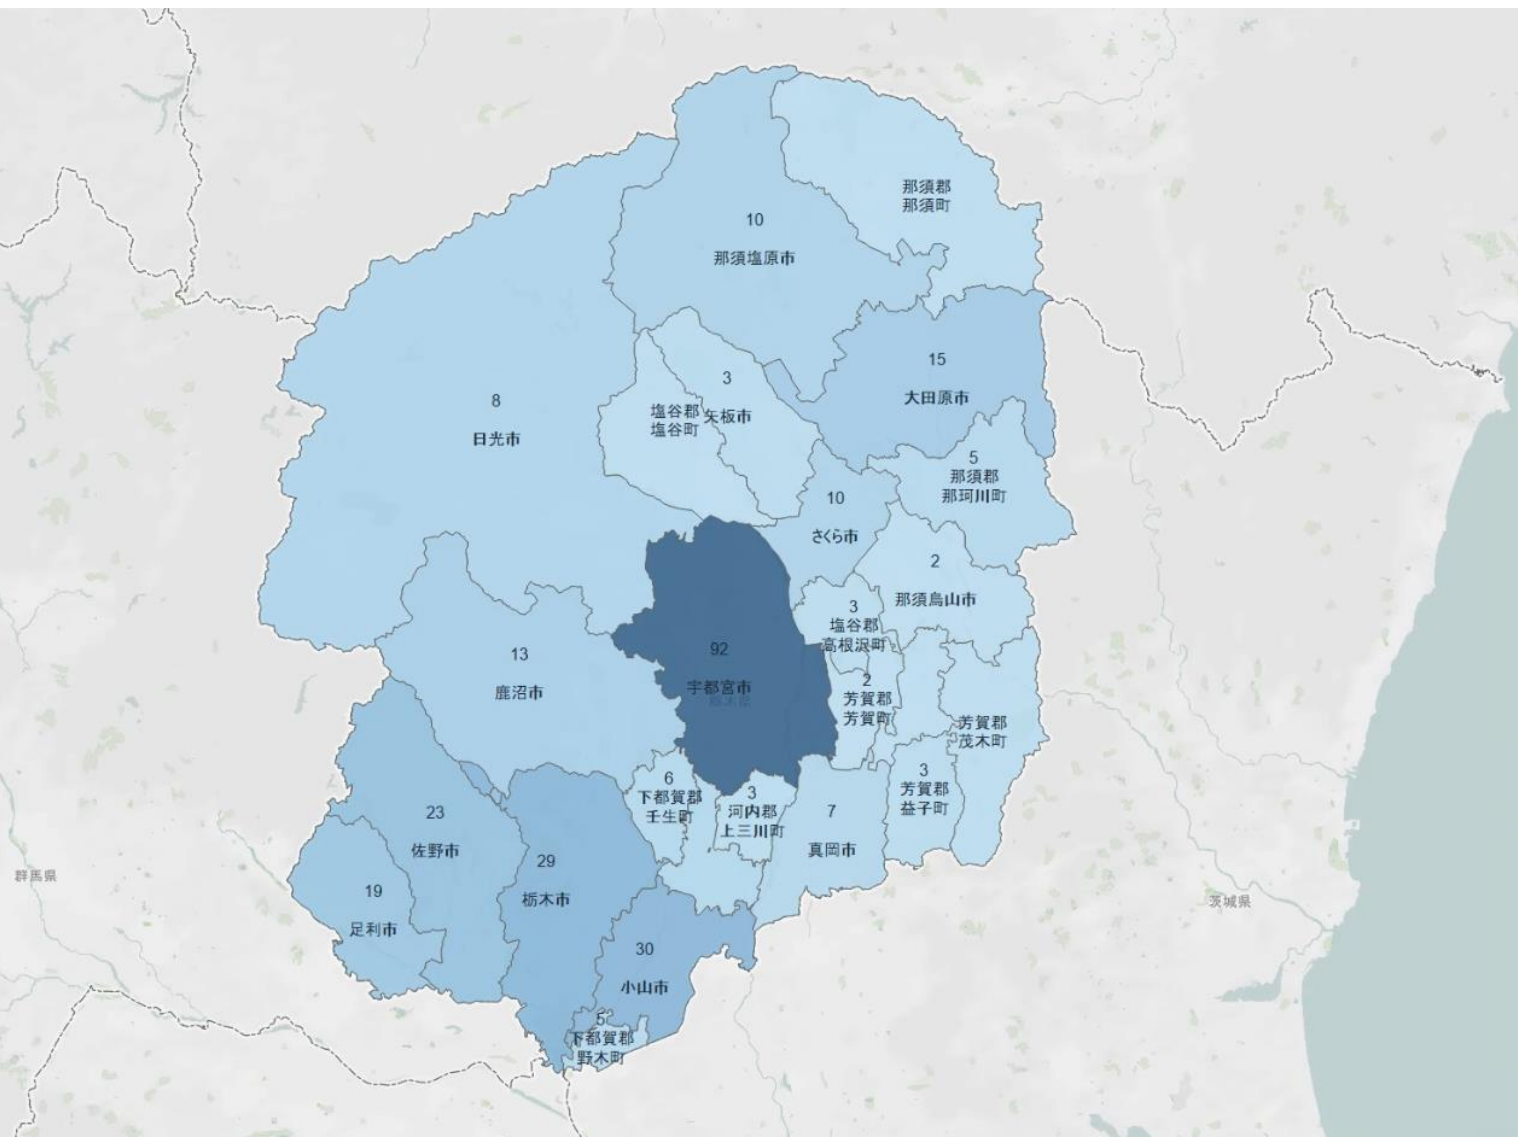 那須郡
那須町
10
那須塩原市
15
大田原市
3
矢板市
塩谷郡
塩谷町
8
日光市
5
那須郡
那珂川町
10
さくら市
2
那須烏山市
3
塩谷郡
高根沢町
92
宇都宮市
栃木県
13
鹿沼市
2
芳賀郡
芳賀町
芳賀郡
茂木町
3
芳賀郡
益子町
6
下都賀郡
壬生町
3
河内郡
上三川町
7
真岡市
23
佐野市
29
栃木市
19
足利市
群馬県
茨城県
30
小山市
5
下都賀郡
野木町